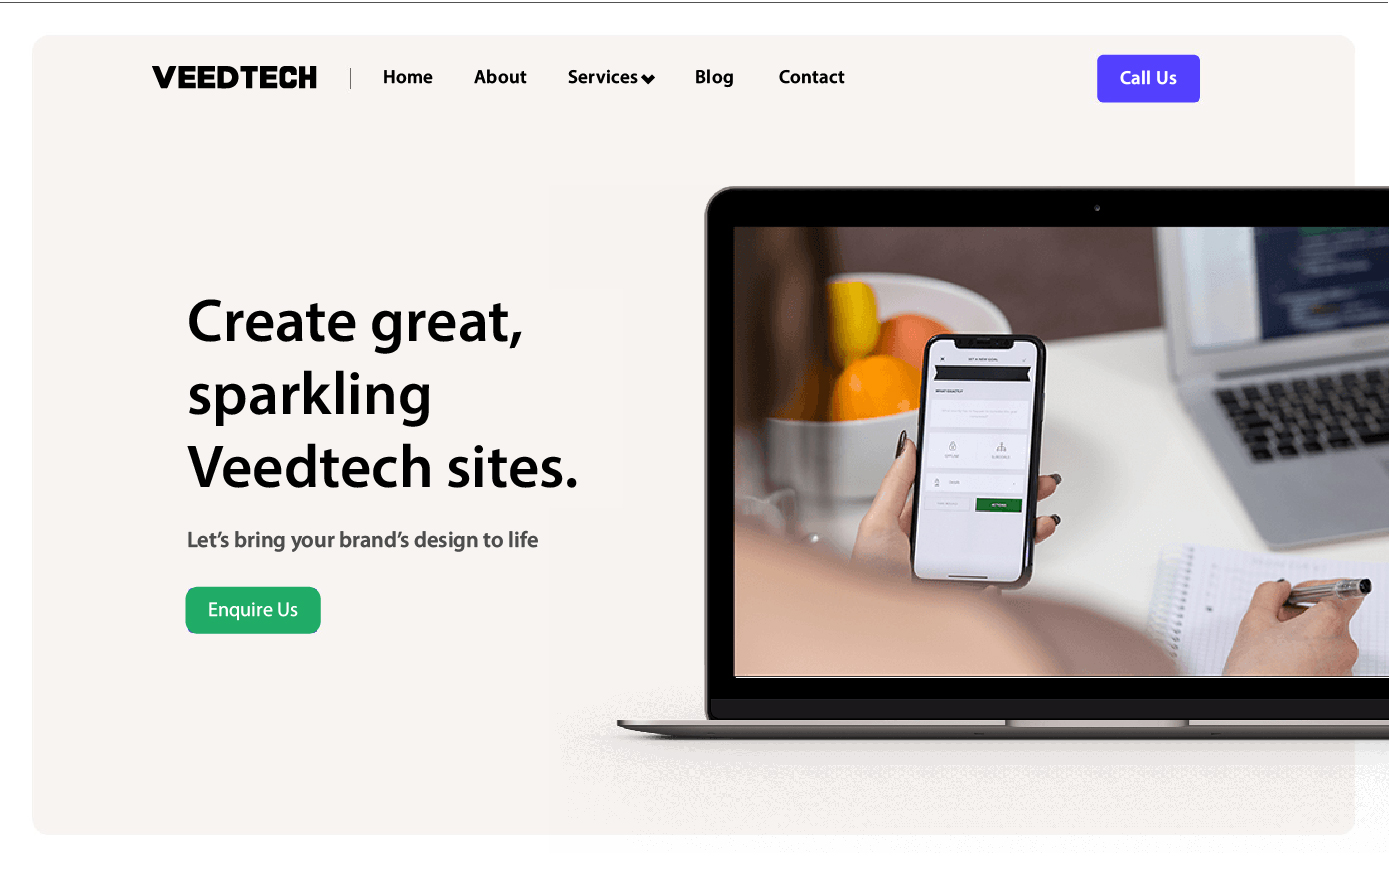 VEEDTECH
Home
About
Services
Blog
Contact
Call Us
Create great,
sparkling
Veedtech sites.
Let’s bring your brand’s design to life
Enquire Us